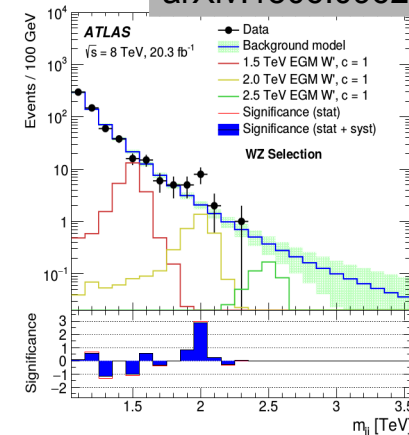 ATLAS
√s = 8 TeV, 20.3 fb⁻¹
Data
Background model
1.5 TeV EGM W', c = 1
2.0 TeV EGM W', c = 1
2.5 TeV EGM W', c = 1
Significance (stat)
Significance (stat + syst)
WZ Selection
Events / 100 GeV
10⁴
10³
10²
10
1
10⁻¹
Significance
3
2
1
0
−1
−2
1.5
2
2.5
3
3.5
m_jj [TeV]